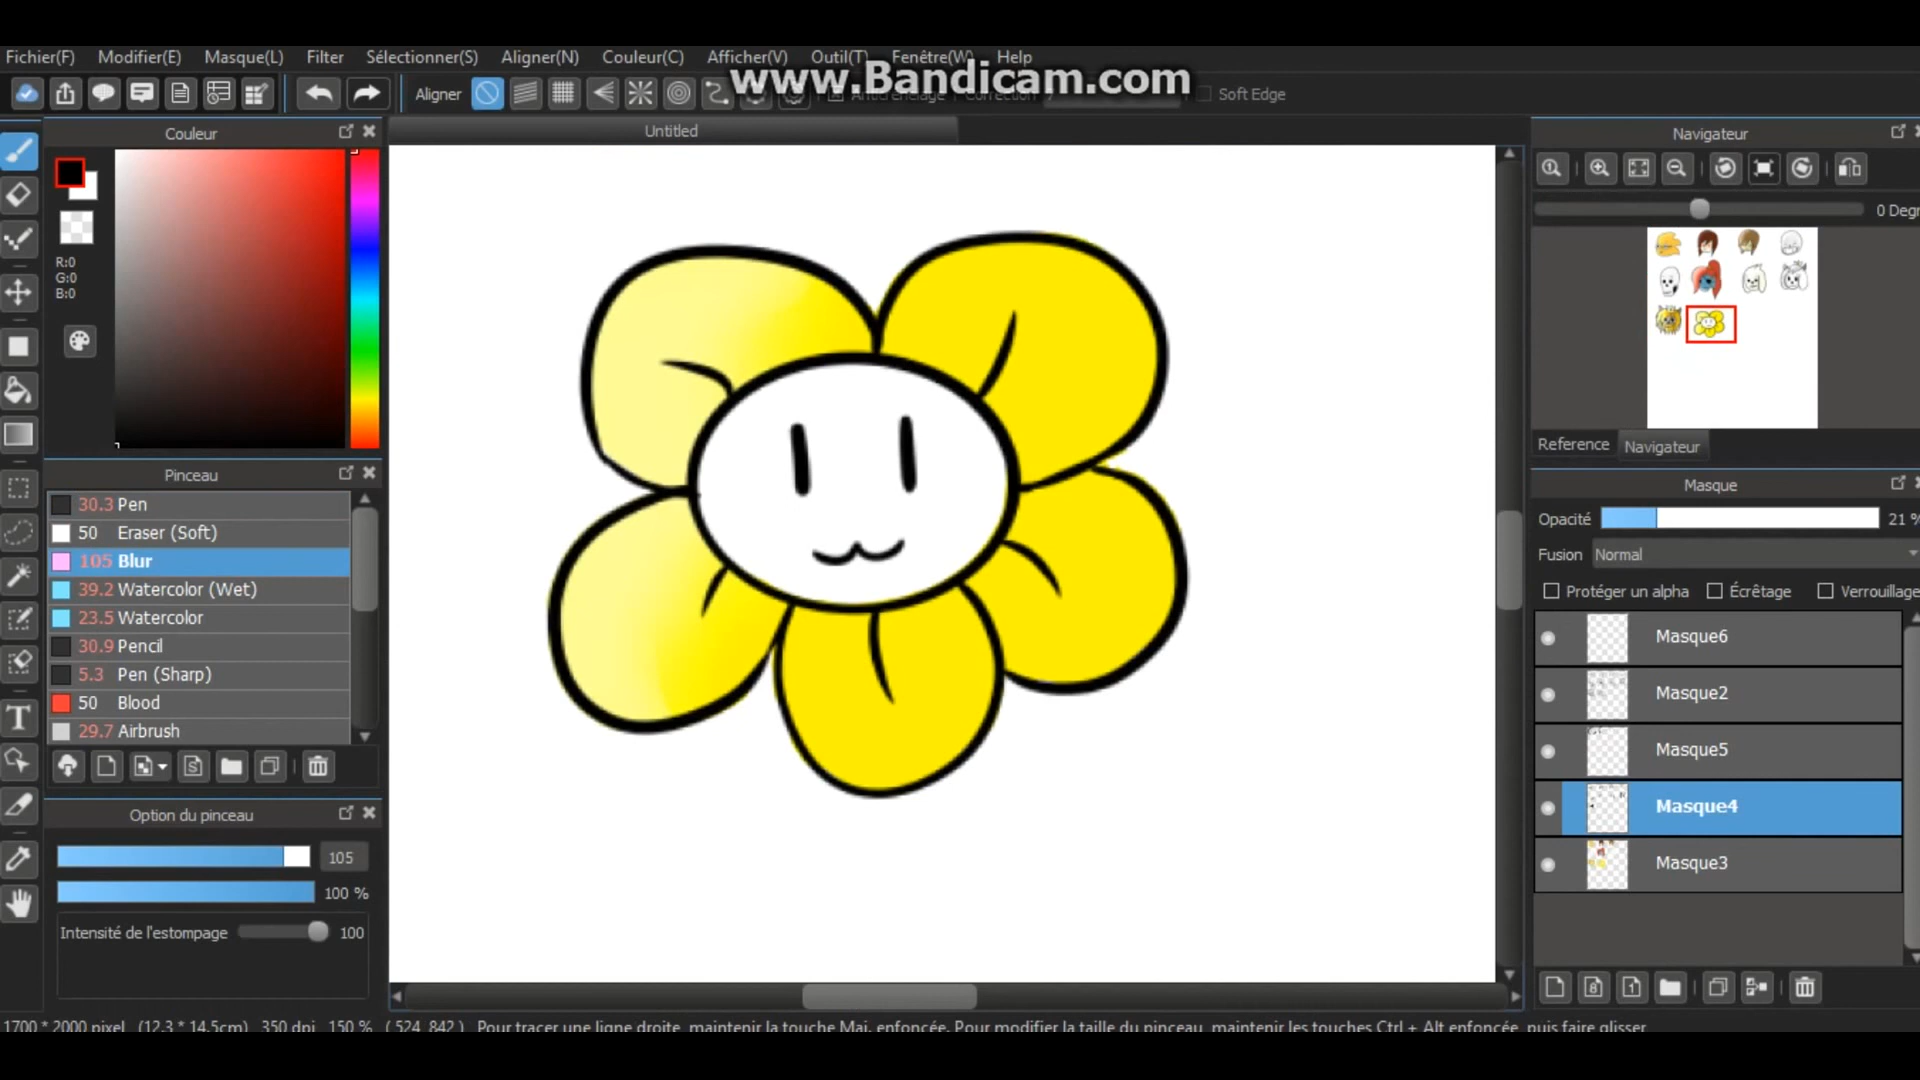 Fichier(F) Modifier(E) Masque(L) Filter Sélectionner(S) Aligner(N) Couleur(C) Afficher(V) Outil(T) Fenêtre(W) Help
www.Bandicam.com
Aligner Soft Edge
Couleur
Untitled
Navigateur
R:0
G:0
B:0
0 Degr
Reference Navigateur
Pinceau
30.3 Pen
50 Eraser (Soft)
105 Blur
39.2 Watercolor (Wet)
23.5 Watercolor
30.9 Pencil
5.3 Pen (Sharp)
50 Blood
29.7 Airbrush
Masque
Opacité 21 %
Fusion Normal
Protéger un alpha Écrêtage Verrouillage
Masque6
Masque2
Masque5
Masque4
Masque3
Option du pinceau
105
100 %
Intensité de l'estompage 100
1700 * 2000 pixel (12.3 * 14.5cm) 350 dpi 150 % ( 524, 842 ) Pour tracer une ligne droite, maintenir la touche Maj. enfoncée. Pour modifier la taille du pinceau, maintenir les touches Ctrl + Alt enfoncée, puis faire glisser